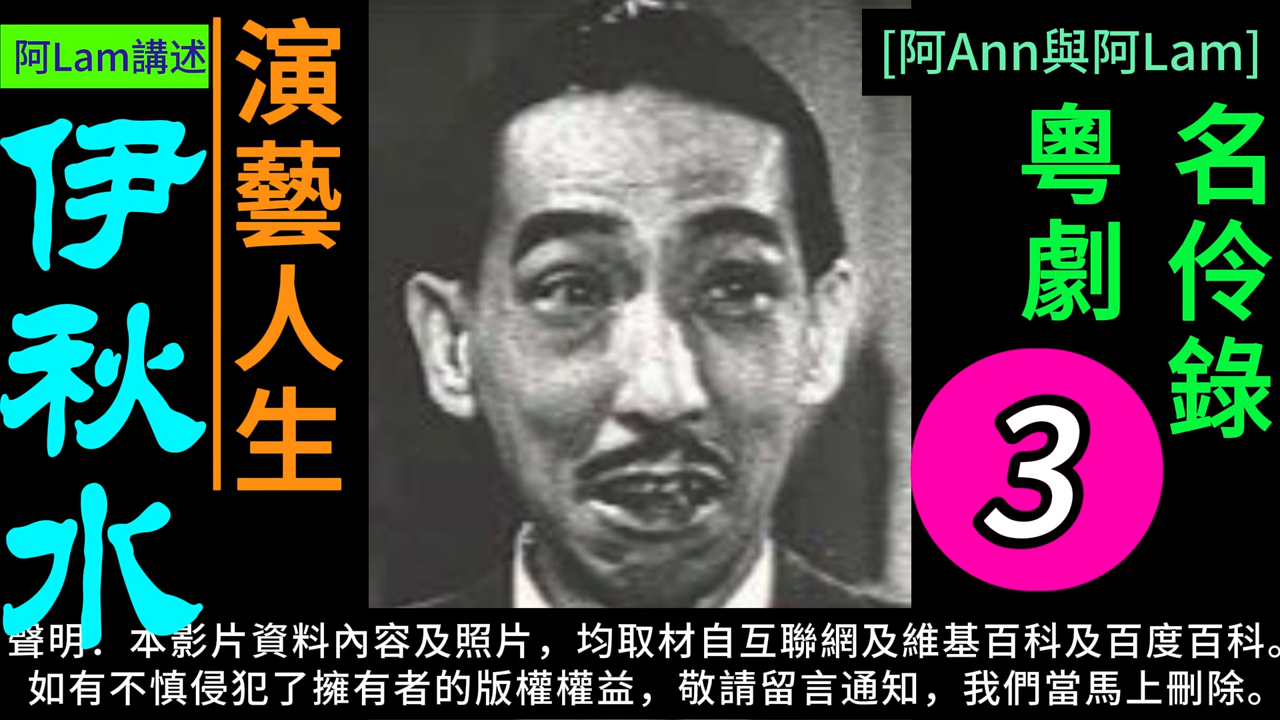 阿Lam講述
伊秋水
演藝人生
[阿Ann與阿Lam]
名伶錄
粵劇
3
聲明：本影片資料內容及照片，均取材自互聯網及維基百科及百度百科。
如有不慎侵犯了擁有者的版權權益，敬請留言通知，我們當馬上刪除。